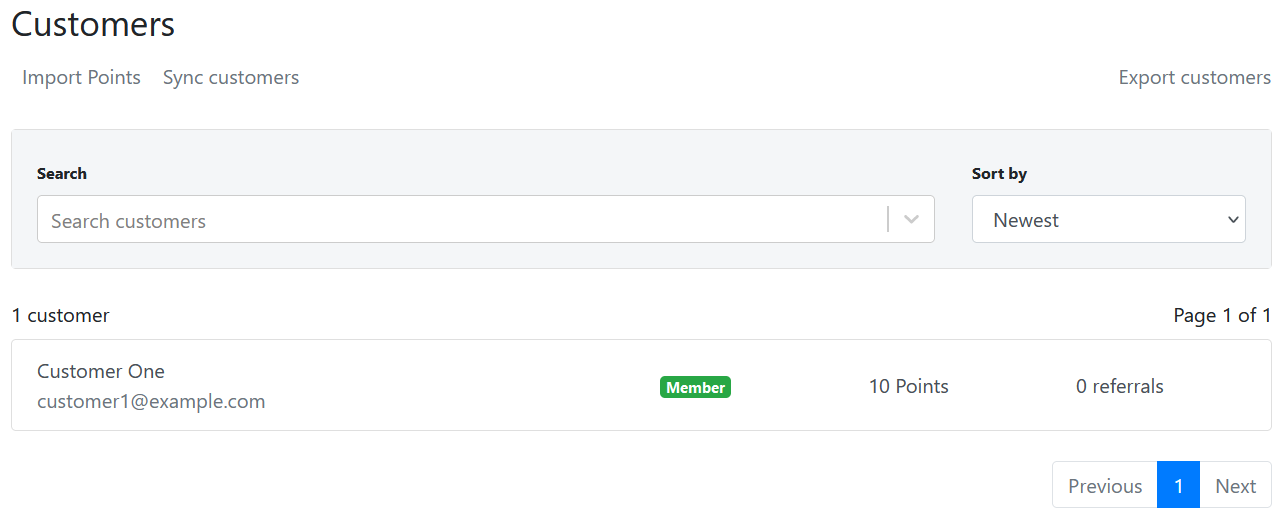 Customers
Import Points Sync customers Export customers
Search Sort by
Search customers Newest
1 customer Page 1 of 1
Customer One
customer1@example.com Member 10 Points 0 referrals
Previous 1 Next